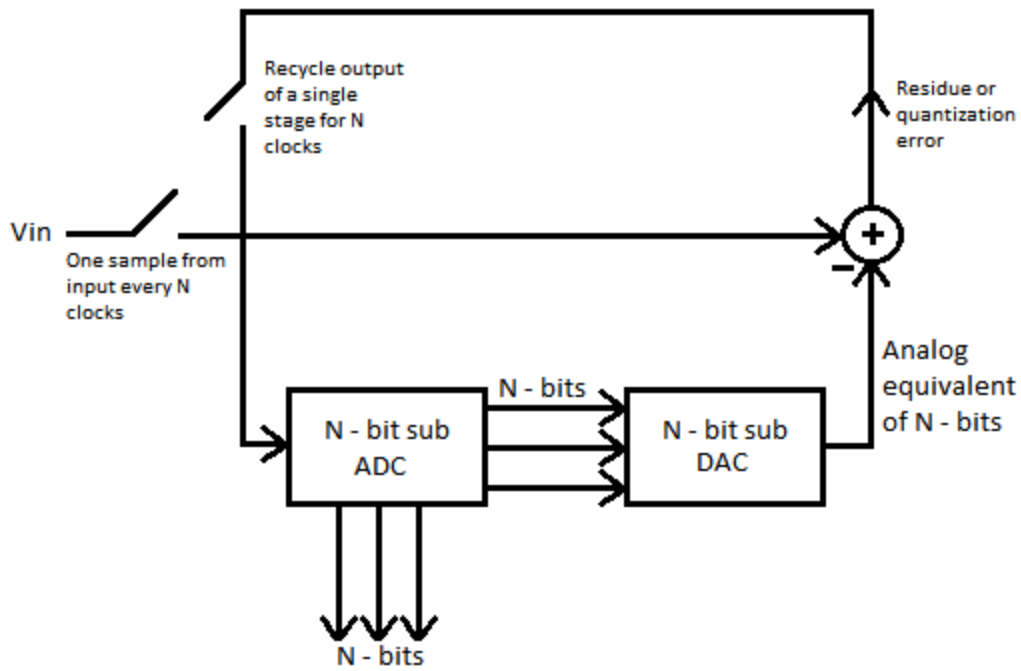 Recycle output
of a single
stage for N
clocks
Residue or
quantization
error
Vin
One sample from
input every N
clocks
+
−
Analog
equivalent
of N - bits
N - bits
N - bit sub
ADC
N - bit sub
DAC
N - bits